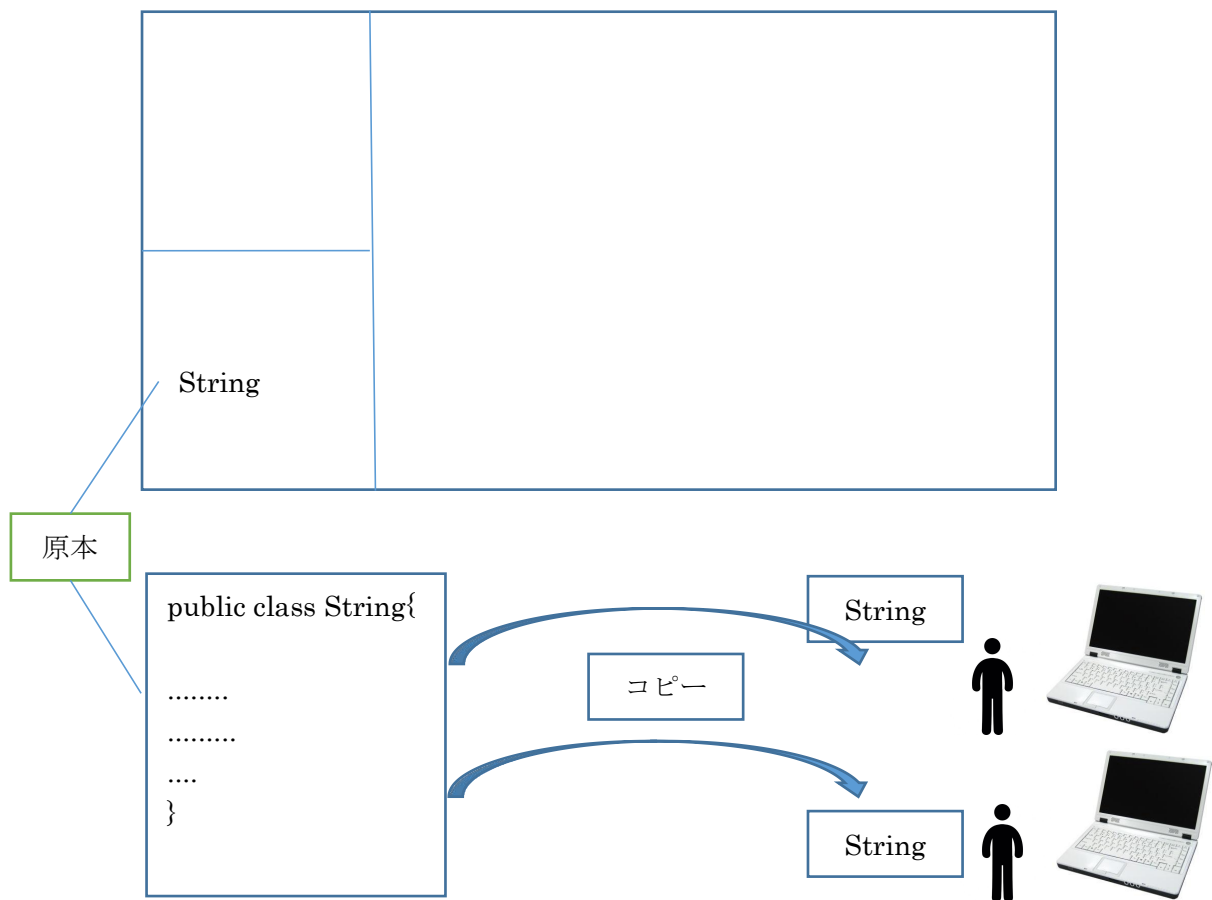 String
原本
public class String{
........
.........
....
}
コピー
String
String